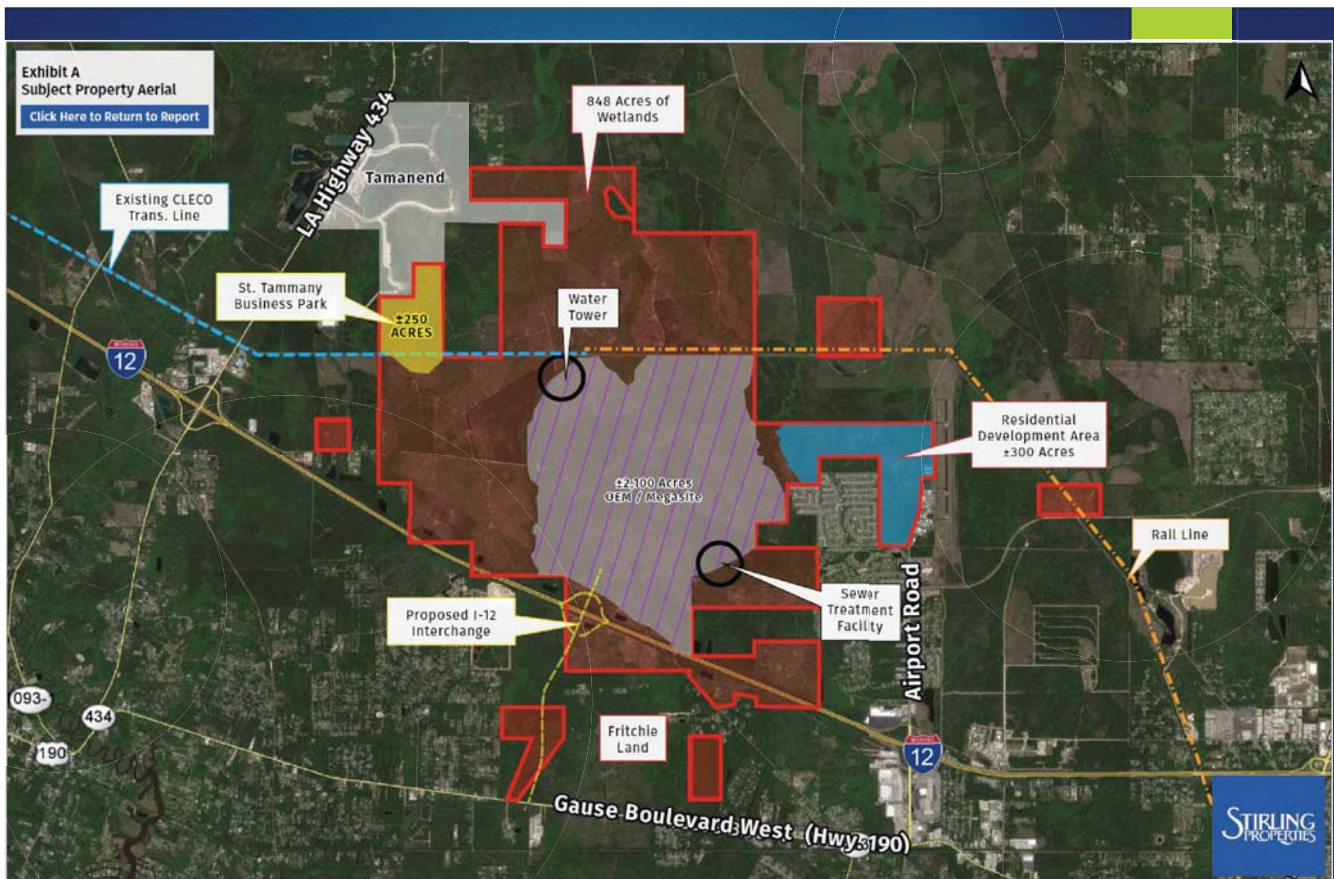 Exhibit A
Subject Property Aerial
Click Here to Return to Report
848 Acres of
Wetlands
LA Highway 434
Tamanend
Existing CLECO
Trans. Line
St. Tammany
Business Park
±250
ACRES
Water
Tower
INTERSTATE
12
Residential
Development Area
±300 Acres
±2,100 Acres
OEM / Megasite
Rail Line
Proposed I-12
Interchange
Sewer
Treatment
Facility
Airport Road
093-
434
190
Fritchie
Land
INTERSTATE
12
Gause Boulevard West (Hwy. 190)
STIRLING
PROPERTIES